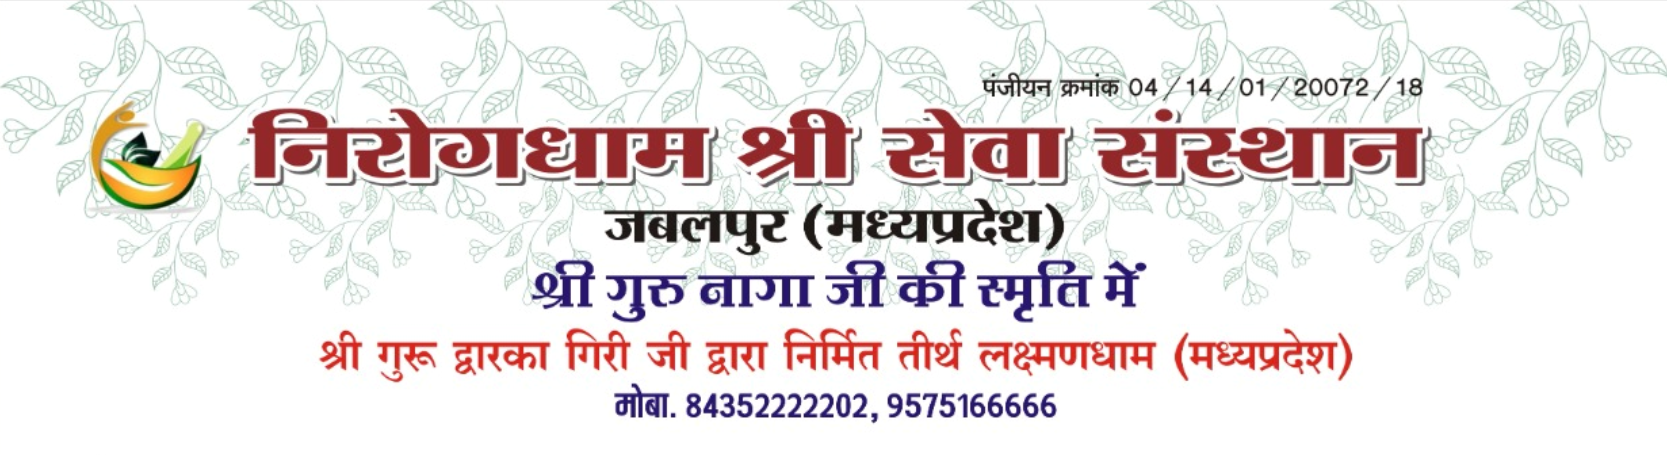 पंजीयन क्रमांक 04/14/01/20072/18
निरोगधाम श्री सेवा संस्थान
जबलपुर (मध्यप्रदेश)
श्री गुरु नागा जी की स्मृति में
श्री गुरू द्वारका गिरी जी द्वारा निर्मित तीर्थ लक्ष्मणधाम (मध्यप्रदेश)
मोबा. 84352222202, 9575166666